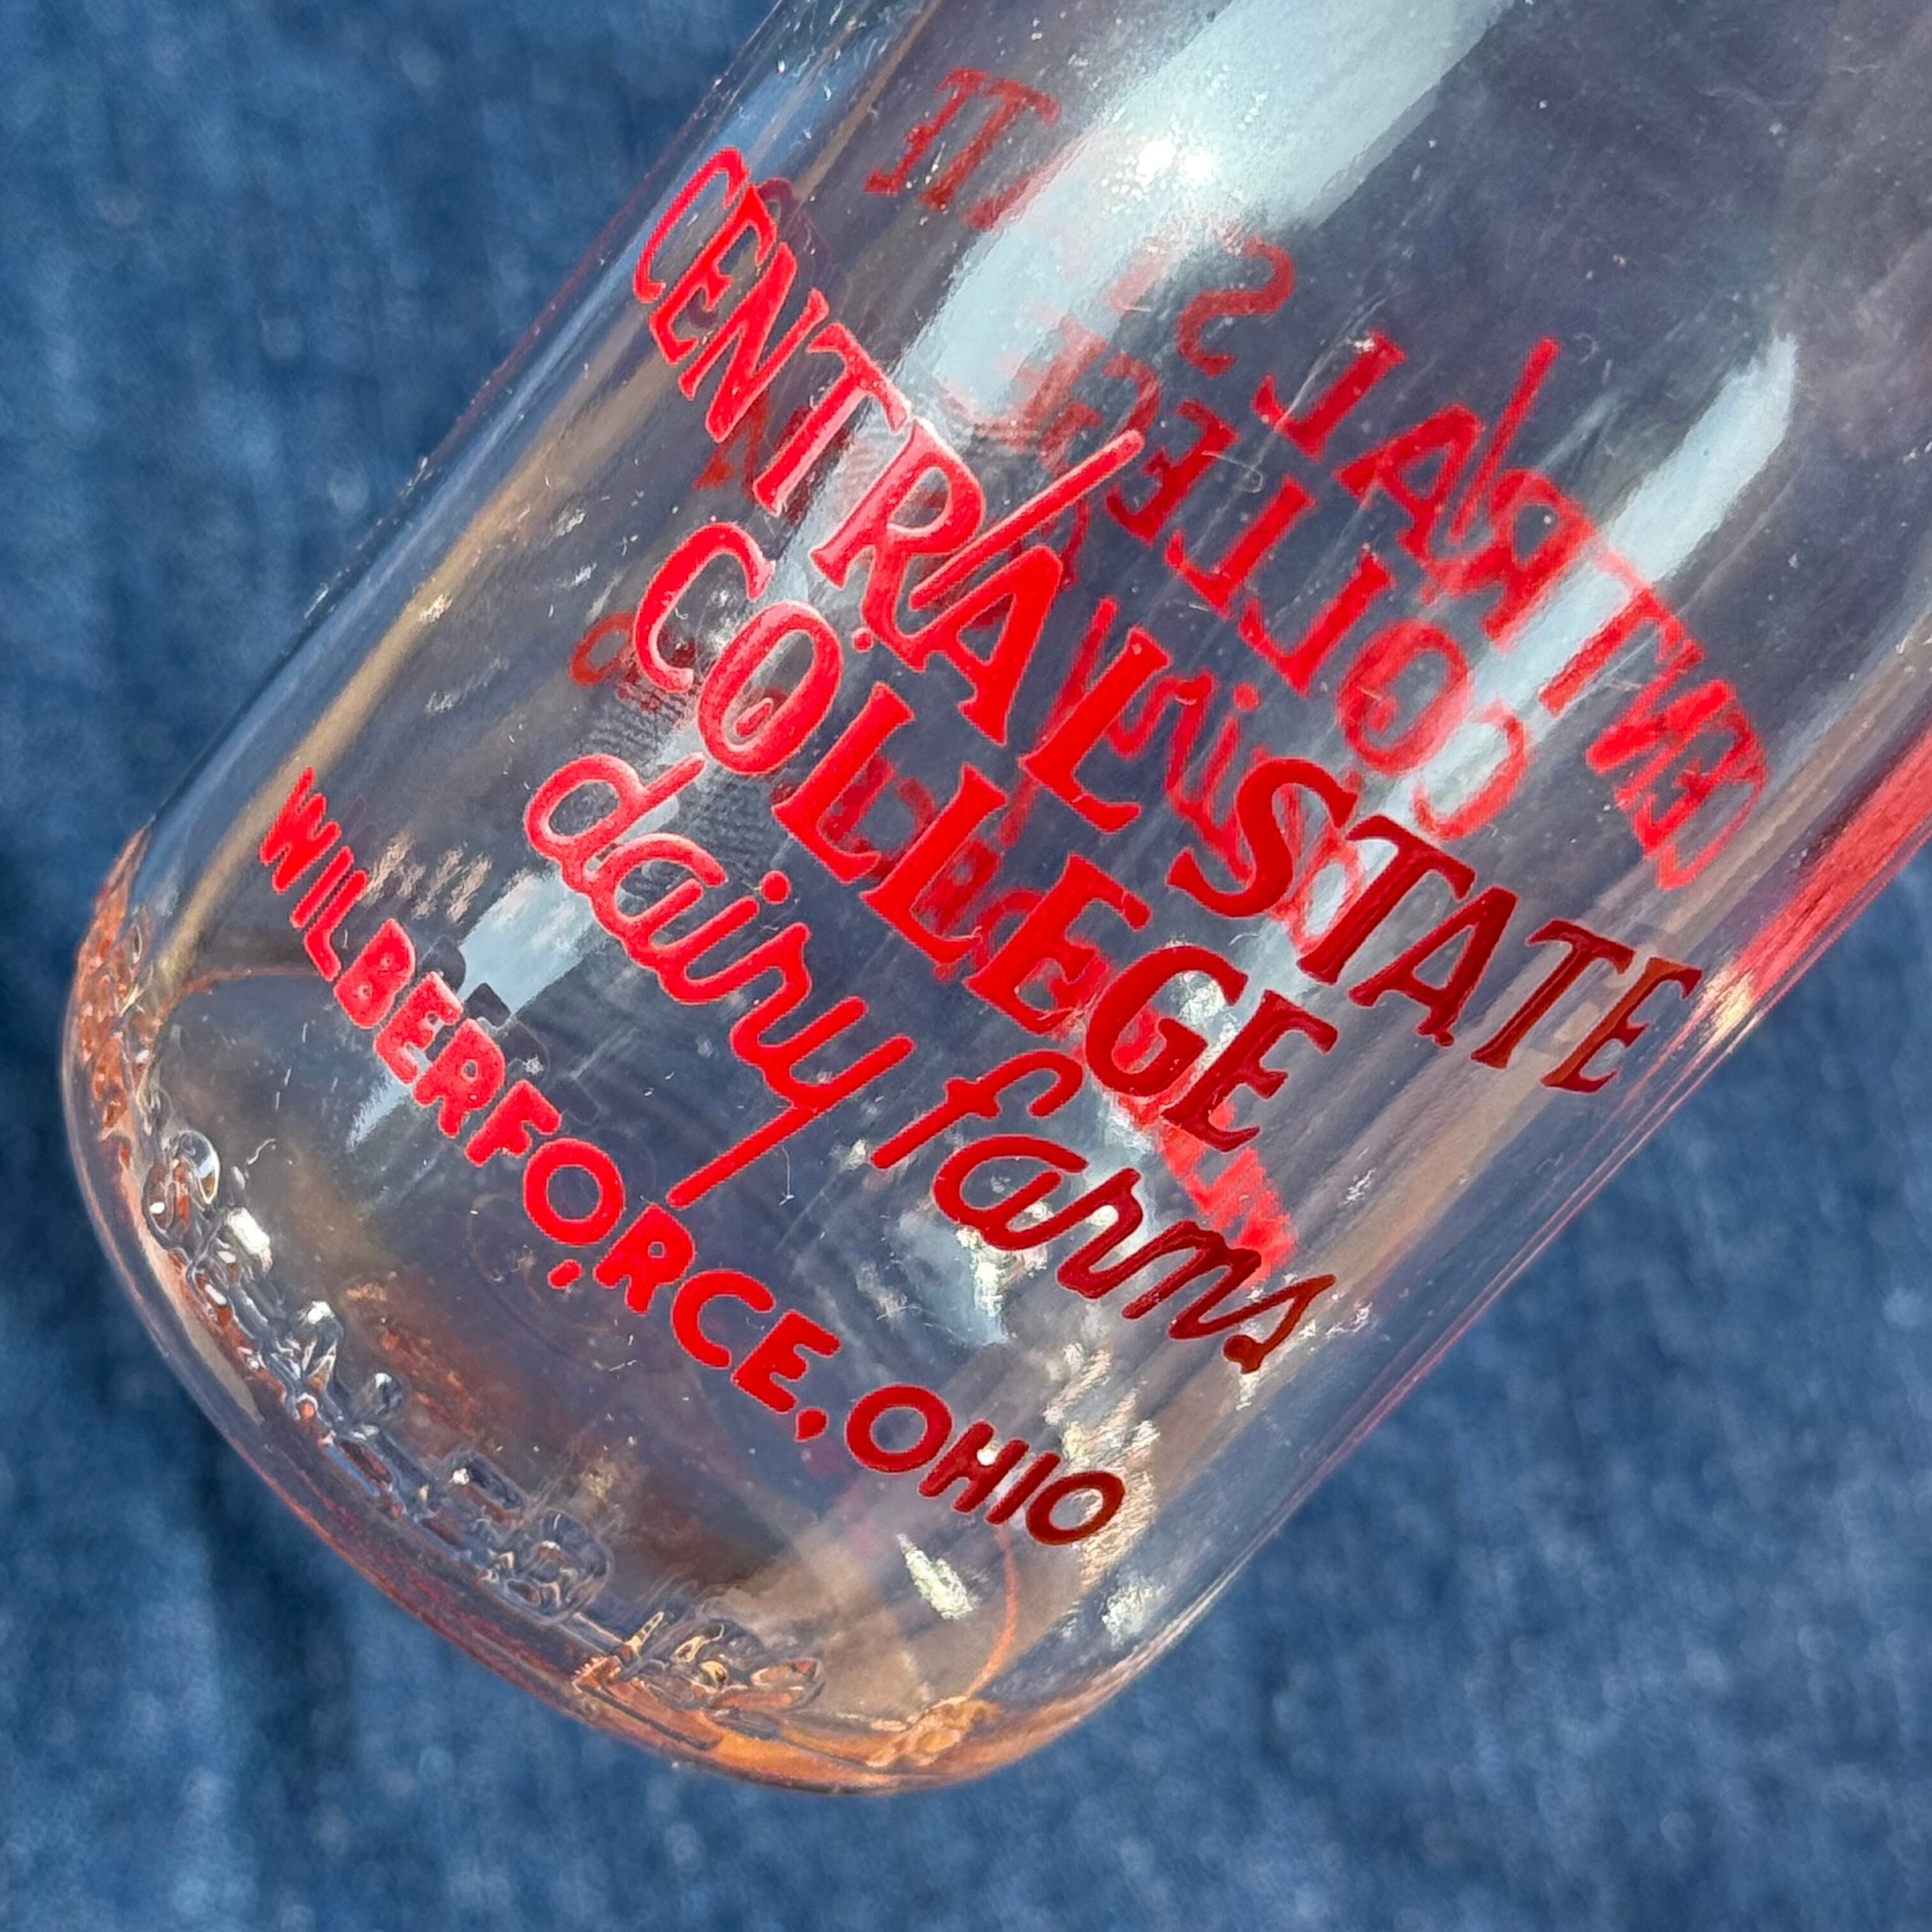 CENTRAL STATE
COLLEGE
dairy farms
WILBERFORCE, OHIO